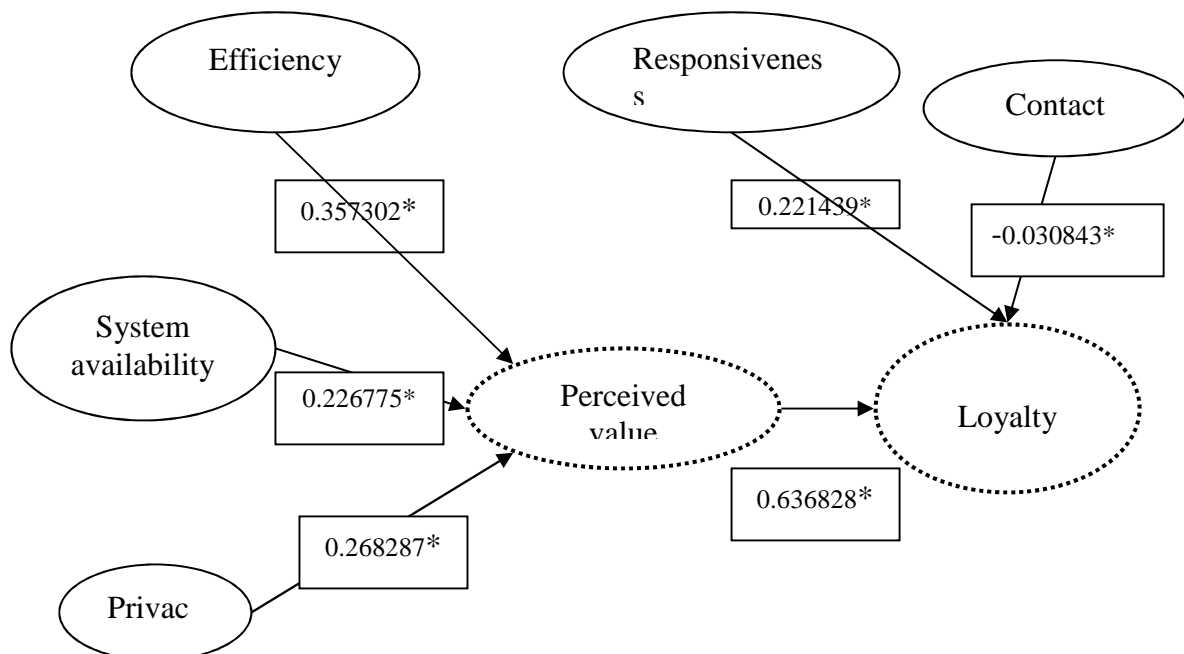 Efficiency
Responsivenes
s
Contact
0.357302*
0.221439*
-0.030843*
System
availability
0.226775*
Perceived
value
Loyalty
0.636828*
0.268287*
Privac